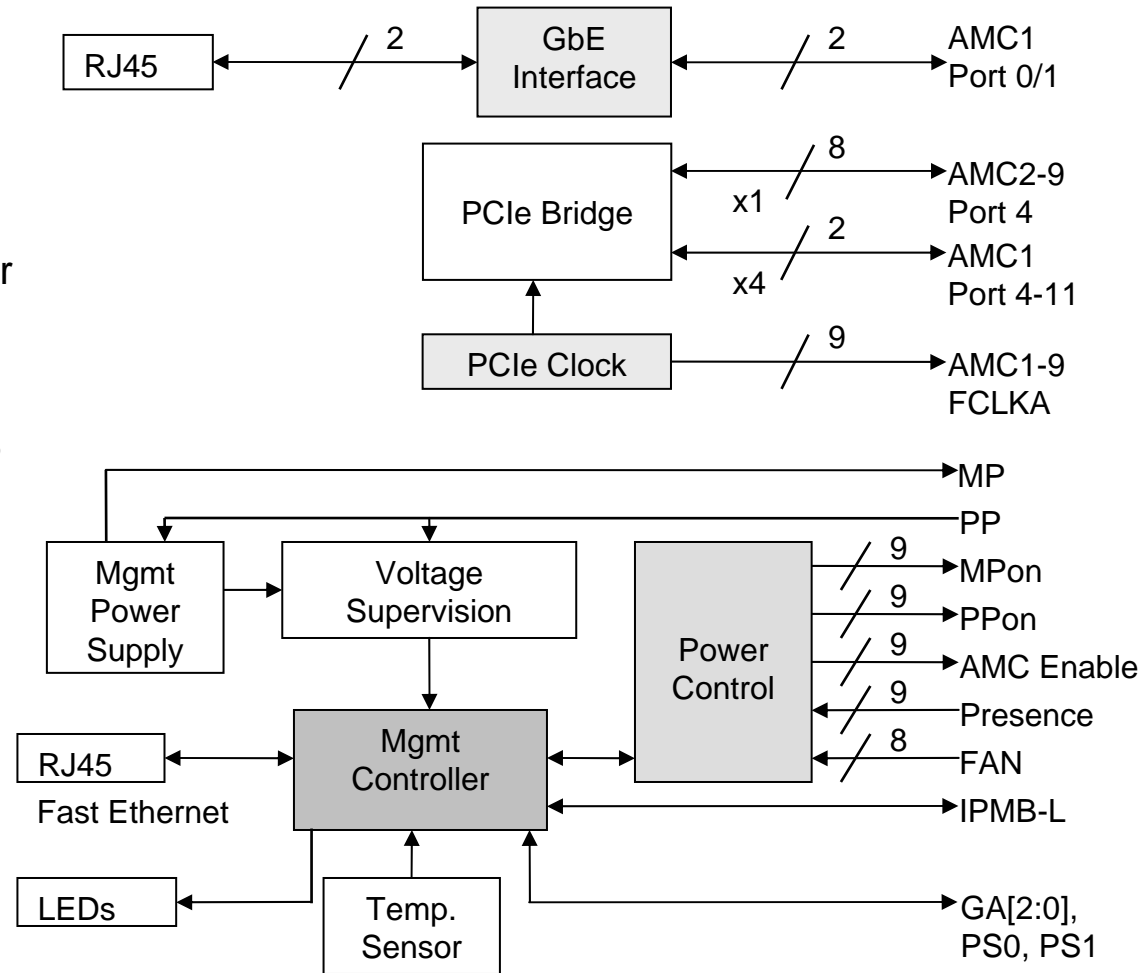 RJ45
2
GbE
Interface
2
AMC1
Port 0/1
PCIe Bridge
8
x1
AMC2-9
Port 4
2
x4
AMC1
Port 4-11
r
PCIe Clock
9
AMC1-9
FCLKA
MP
PP
Mgmt
Power
Supply
Voltage
Supervision
Power
Control
9
MPon
9
PPon
9
AMC Enable
9
Presence
8
FAN
RJ45
Fast Ethernet
Mgmt
Controller
IPMB-L
LEDs
Temp.
Sensor
GA[2:0],
PS0, PS1